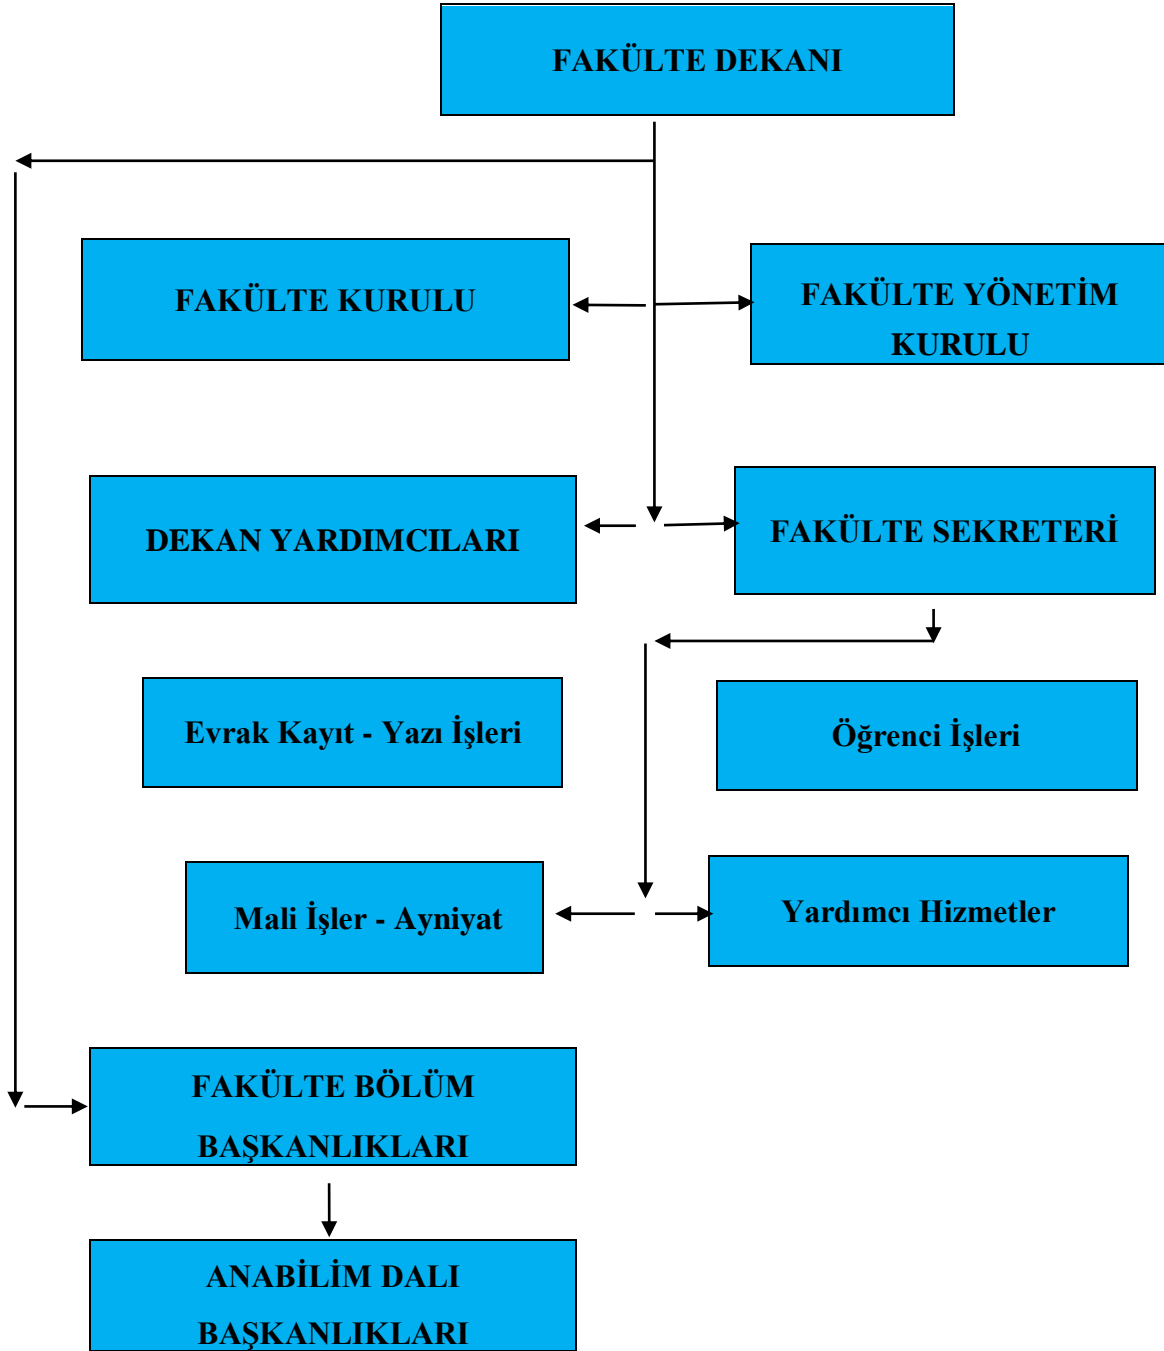 FAKÜLTE DEKANI
FAKÜLTE KURULU
FAKÜLTE YÖNETİM
KURULU
DEKAN YARDIMCILARI
FAKÜLTE SEKRETERİ
Evrak Kayıt - Yazı İşleri
Öğrenci İşleri
Mali İşler - Ayniyat
Yardımcı Hizmetler
FAKÜLTE BÖLÜM
BAŞKANLIKLARI
ANABİLİM DALI
BAŞKANLIKLARI